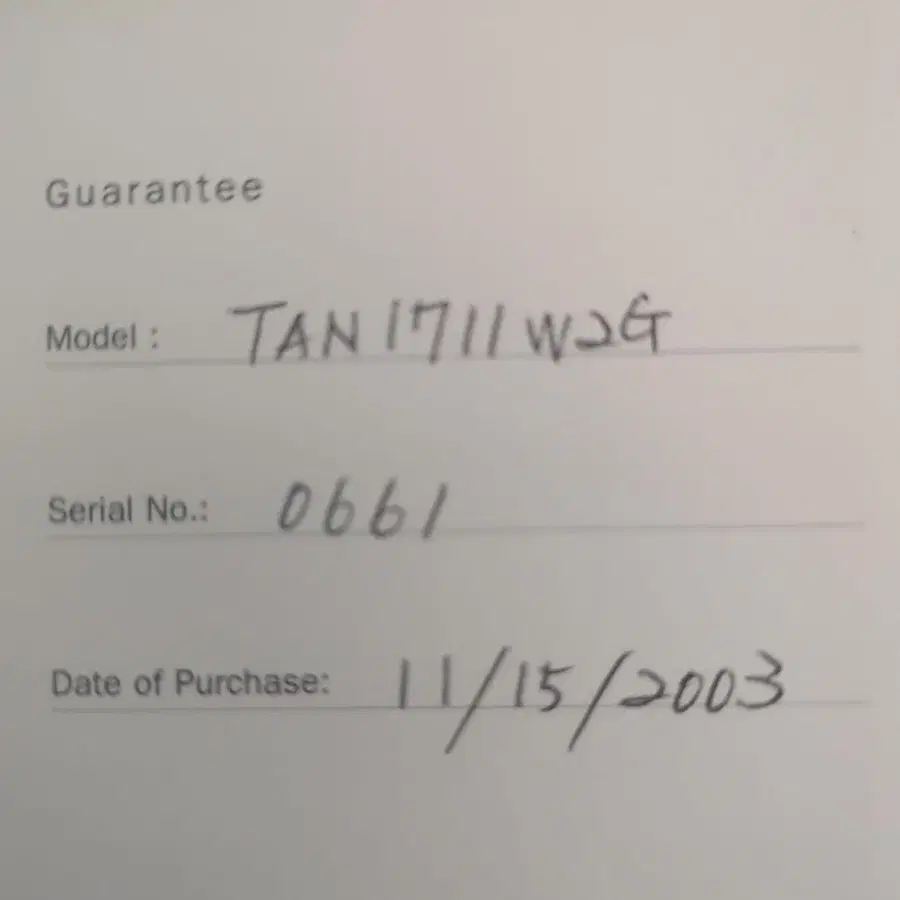 Guarantee
Model : TAN1711W2G
Serial No.: 0661
Date of Purchase: 11/15/2003